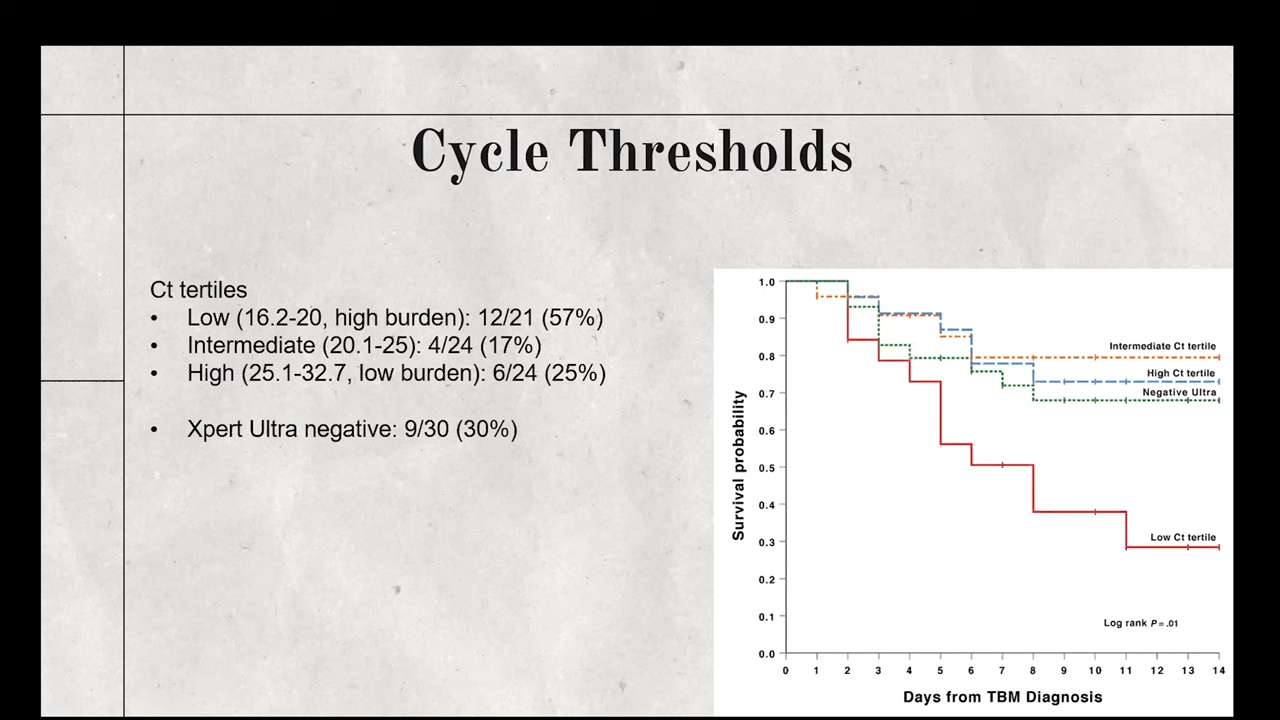 Cycle Thresholds
Ct tertiles
• Low (16.2-20, high burden): 12/21 (57%)
• Intermediate (20.1-25): 4/24 (17%)
• High (25.1-32.7, low burden): 6/24 (25%)
• Xpert Ultra negative: 9/30 (30%)
Survival probability
1.0
0.9
0.8
0.7
0.6
0.5
0.4
0.3
0.2
0.1
0.0
Intermediate Ct tertile
High Ct tertile
Negative Ultra
Low Ct tertile
Log rank P = .01
0 1 2 3 4 5 6 7 8 9 10 11 12 13 14
Days from TBM Diagnosis